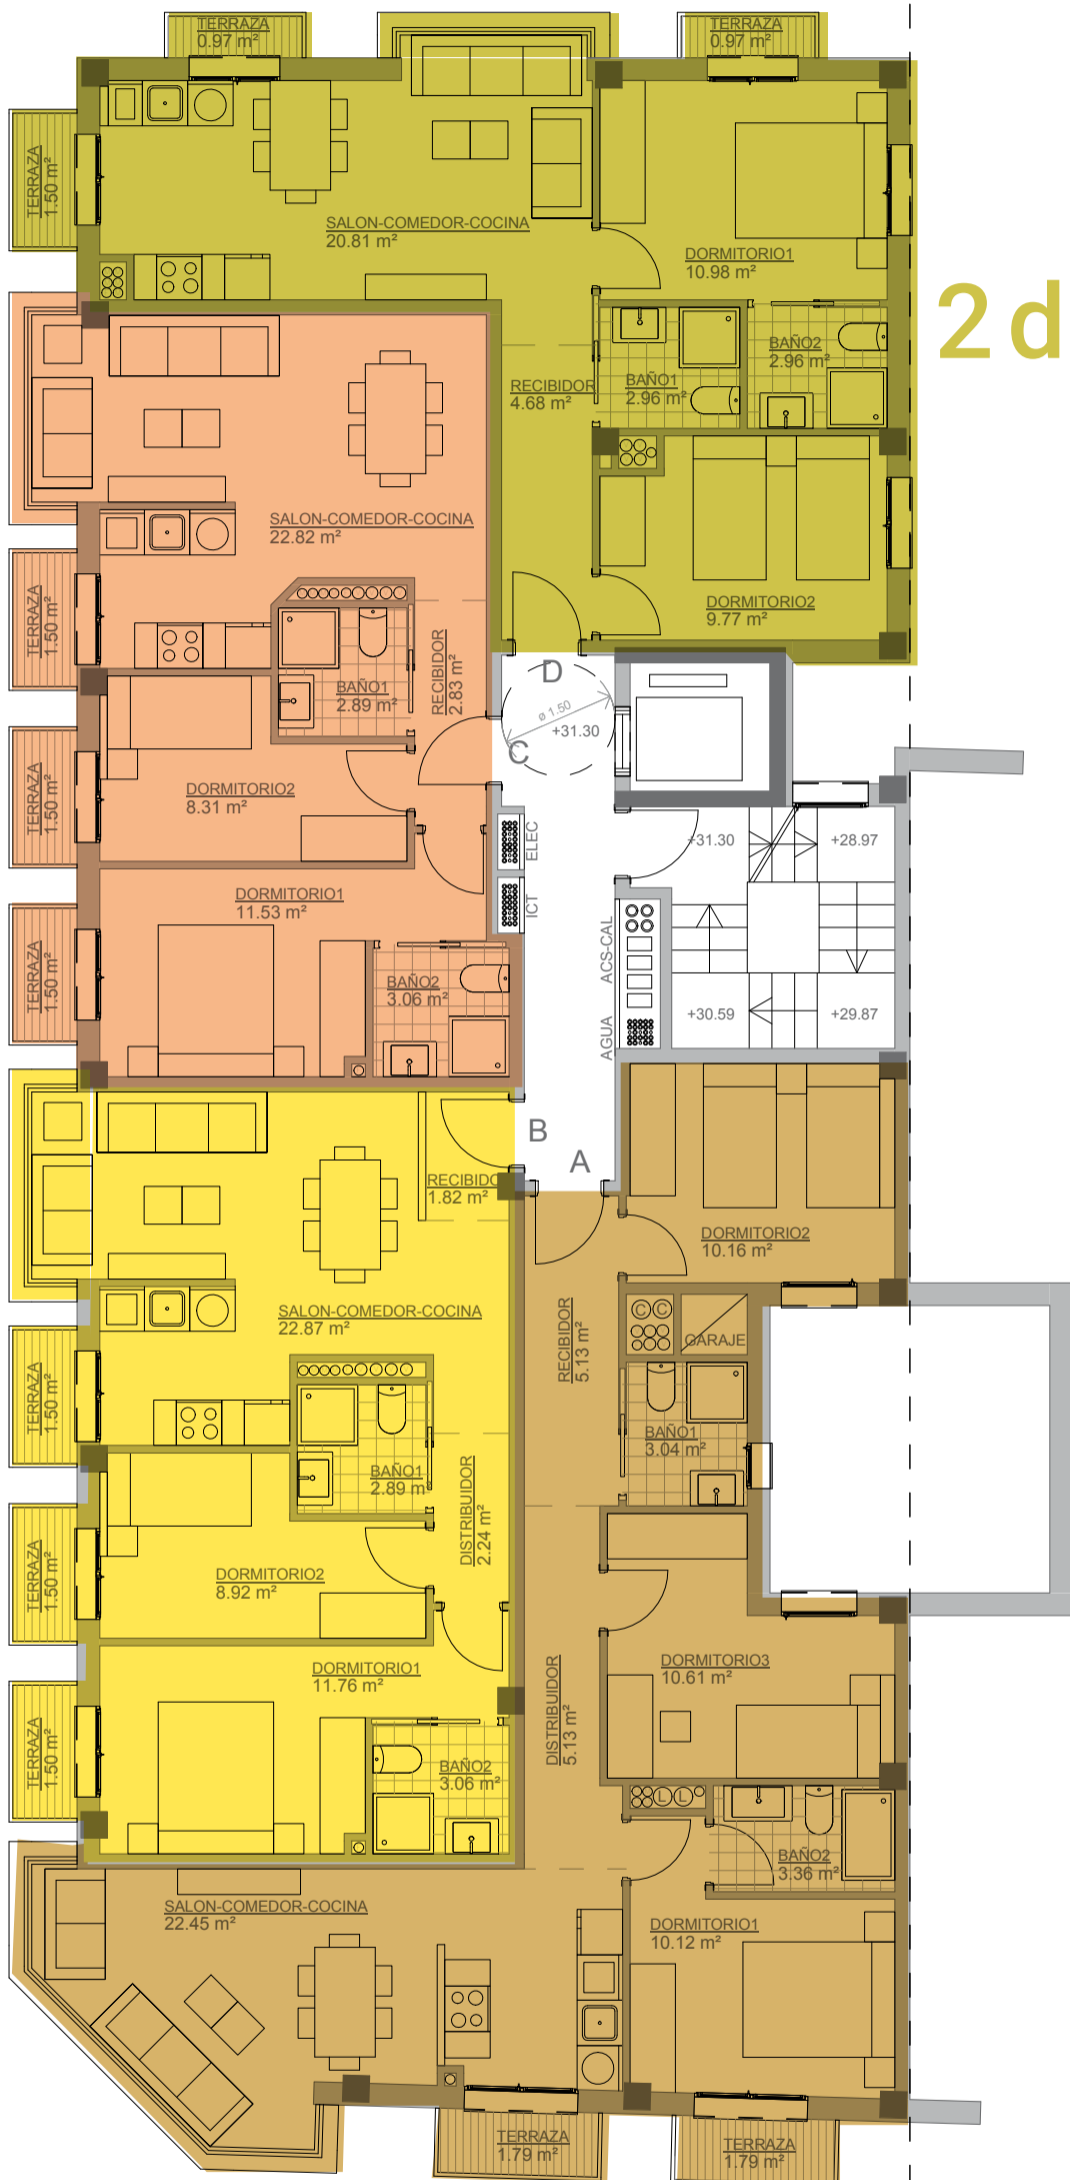 TERRAZA
0.97 m²
TERRAZA
0.97 m²
TERRAZA
1.50 m²
SALON-COMEDOR-COCINA
20.81 m²
DORMITORIO1
10.98 m²
2d
BAÑO2
2.96 m²
RECIBIDOR
4.68 m²
BAÑO1
2.96 m²
SALON-COMEDOR-COCINA
22.82 m²
TERRAZA
1.50 m²
DORMITORIO2
9.77 m²
RECIBIDOR
2.83 m²
BAÑO1
2.89 m²
D
ø 1.50
+31.30
C
TERRAZA
1.50 m²
DORMITORIO2
8.31 m²
ELEC
+31.30
+28.97
DORMITORIO1
11.53 m²
ICT
TERRAZA
1.50 m²
BAÑO2
3.06 m²
ACS-CAL
AGUA
+30.59
+29.87
B
A
RECIBIDO
1.82 m²
DORMITORIO2
10.16 m²
SALON-COMEDOR-COCINA
22.87 m²
RECIBIDOR
5.13 m²
C C
GARAJE
TERRAZA
1.50 m²
BAÑO1
3.04 m²
BAÑO1
2.89 m²
DISTRIBUIDOR
2.24 m²
TERRAZA
1.50 m²
DORMITORIO2
8.92 m²
DORMITORIO1
11.76 m²
DORMITORIO3
10.61 m²
DISTRIBUIDOR
5.13 m²
TERRAZA
1.50 m²
BAÑO2
3.06 m²
L L
BAÑO2
3.36 m²
SALON-COMEDOR-COCINA
22.45 m²
DORMITORIO1
10.12 m²
TERRAZA
1.79 m²
TERRAZA
1.79 m²